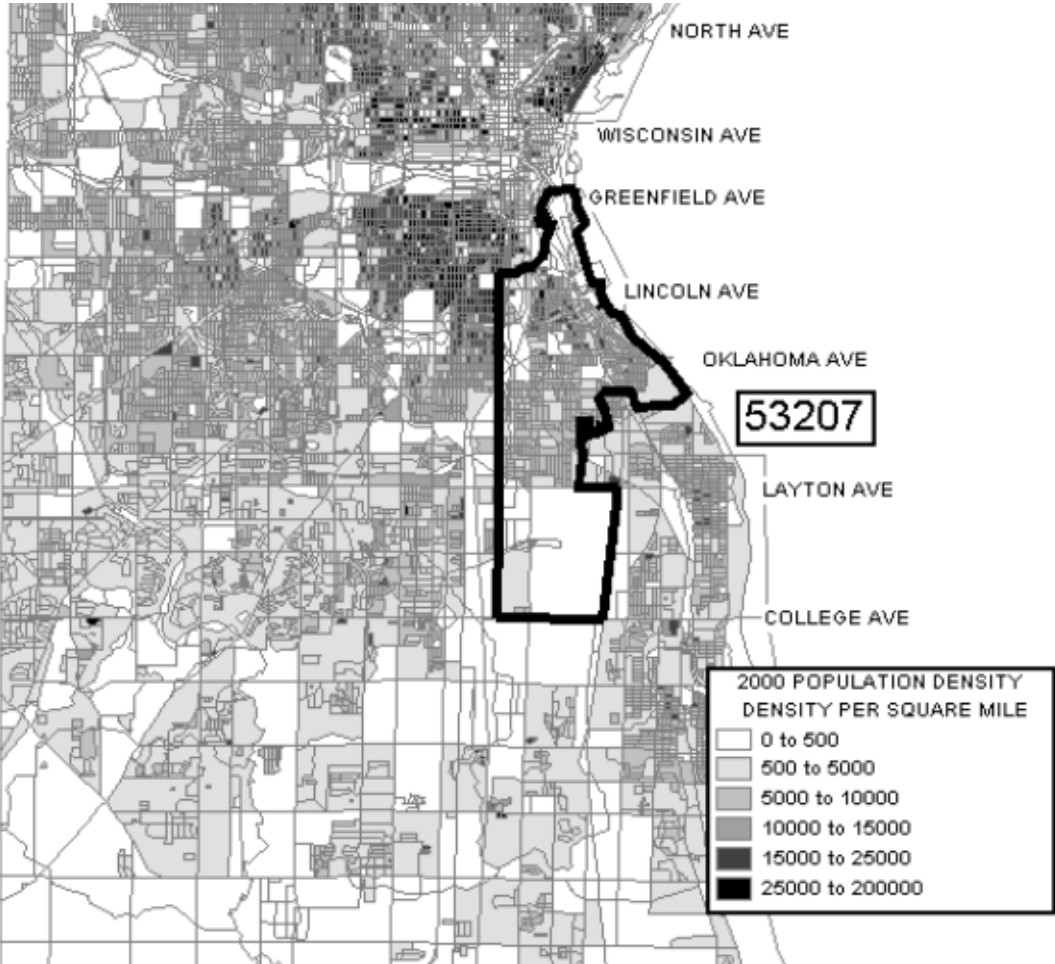 NORTH AVE
WISCONSIN AVE
GREENFIELD AVE
LINCOLN AVE
OKLAHOMA AVE
53207
LAYTON AVE
COLLEGE AVE
2000 POPULATION DENSITY
DENSITY PER SQUARE MILE
0 to 500
500 to 5000
5000 to 10000
10000 to 15000
15000 to 25000
25000 to 200000